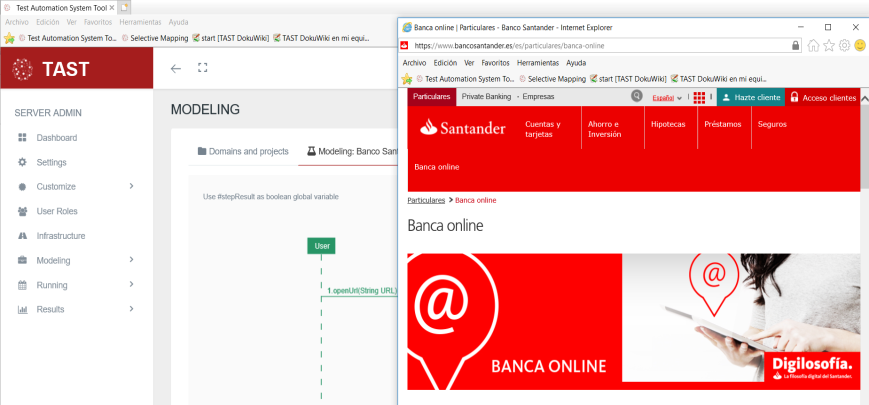 Test Automation System Tool
Archivo Edición Ver Favoritos Herramientas Ayuda
Test Automation System To... Selective Mapping start [TAST DokuWiki] TAST DokuWiki en mi equi...
TAST
SERVER ADMIN
Dashboard
Settings
Customize
User Roles
Infrastructure
Modeling
Running
Results
MODELING
Domains and projects Modeling: Banco San
Use #stepResult as boolean global variable
User
1.openUrl(String URL)
Banca online | Particulares - Banco Santander - Internet Explorer
https://www.bancosantander.es/es/particulares/banca-online
Archivo Edición Ver Favoritos Herramientas Ayuda
Test Automation System To... Selective Mapping start [TAST DokuWiki] TAST DokuWiki en mi equi...
Particulares Private Banking Empresas Español Hazte cliente Acceso clientes
Santander
Cuentas y tarjetas
Ahorro e Inversión
Hipotecas
Préstamos
Seguros
Banca online
Particulares > Banca online
Banca online
@
@
BANCA ONLINE
Digilosofía.
La filosofía digital del Santander.